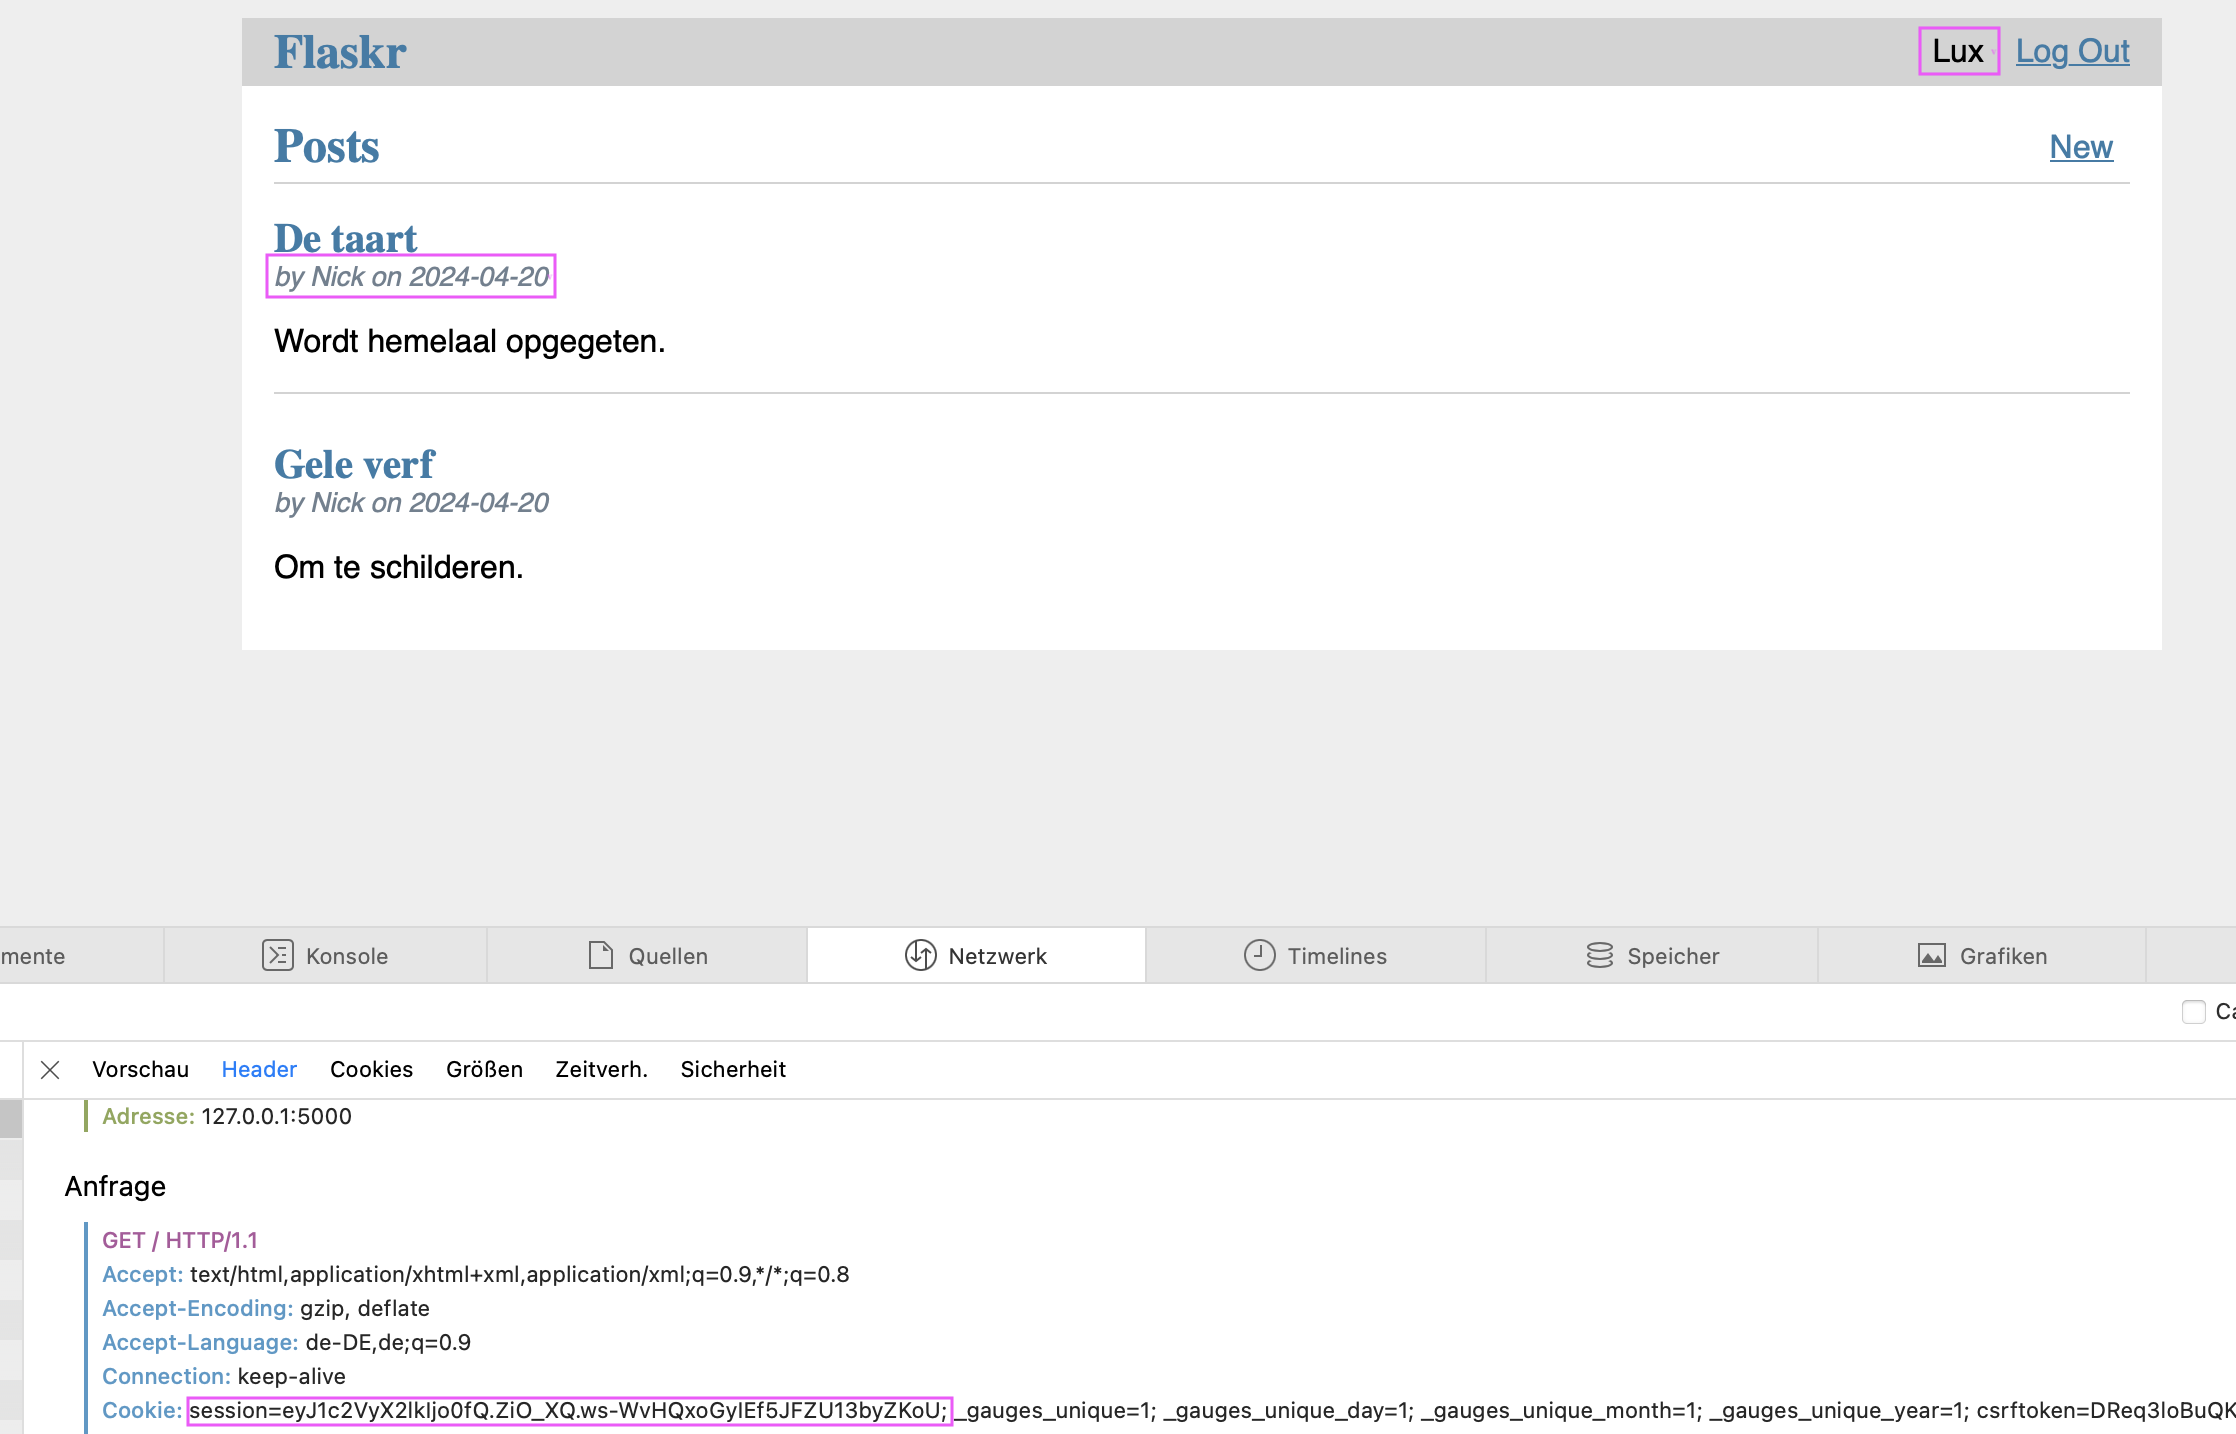 Flaskr
Lux
Log Out
Posts
New
De taart
by Nick on 2024-04-20
Wordt hemelaal opgegeten.
Gele verf
by Nick on 2024-04-20
Om te schilderen.
mente
Konsole
Quellen
Netzwerk
Timelines
Speicher
Grafiken
Ca
Vorschau
Header
Cookies
Größen
Zeitverh.
Sicherheit
Adresse: 127.0.0.1:5000
Anfrage
GET / HTTP/1.1
Accept: text/html,application/xhtml+xml,application/xml;q=0.9,*/*;q=0.8
Accept-Encoding: gzip, deflate
Accept-Language: de-DE,de;q=0.9
Connection: keep-alive
Cookie: session=eyJ1c2VyX2lkIjo0fQ.ZiO_XQ.ws-WvHQxoGyIEf5JFZU13byZKoU; _gauges_unique=1; _gauges_unique_day=1; _gauges_unique_month=1; _gauges_unique_year=1; csrftoken=DReq3loBuQK